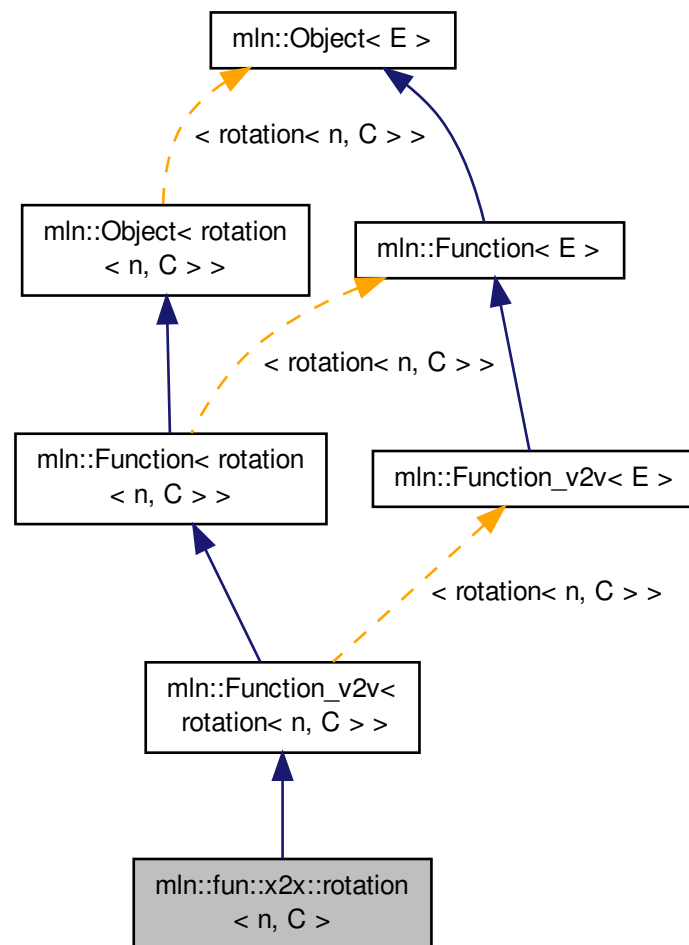 mln::Object< E >
< rotation< n, C > >
mln::Object< rotation
< n, C > >
mln::Function< E >
< rotation< n, C > >
mln::Function< rotation
< n, C > >
mln::Function_v2v< E >
< rotation< n, C > >
mln::Function_v2v<
rotation< n, C > >
mln::fun::x2x::rotation
< n, C >